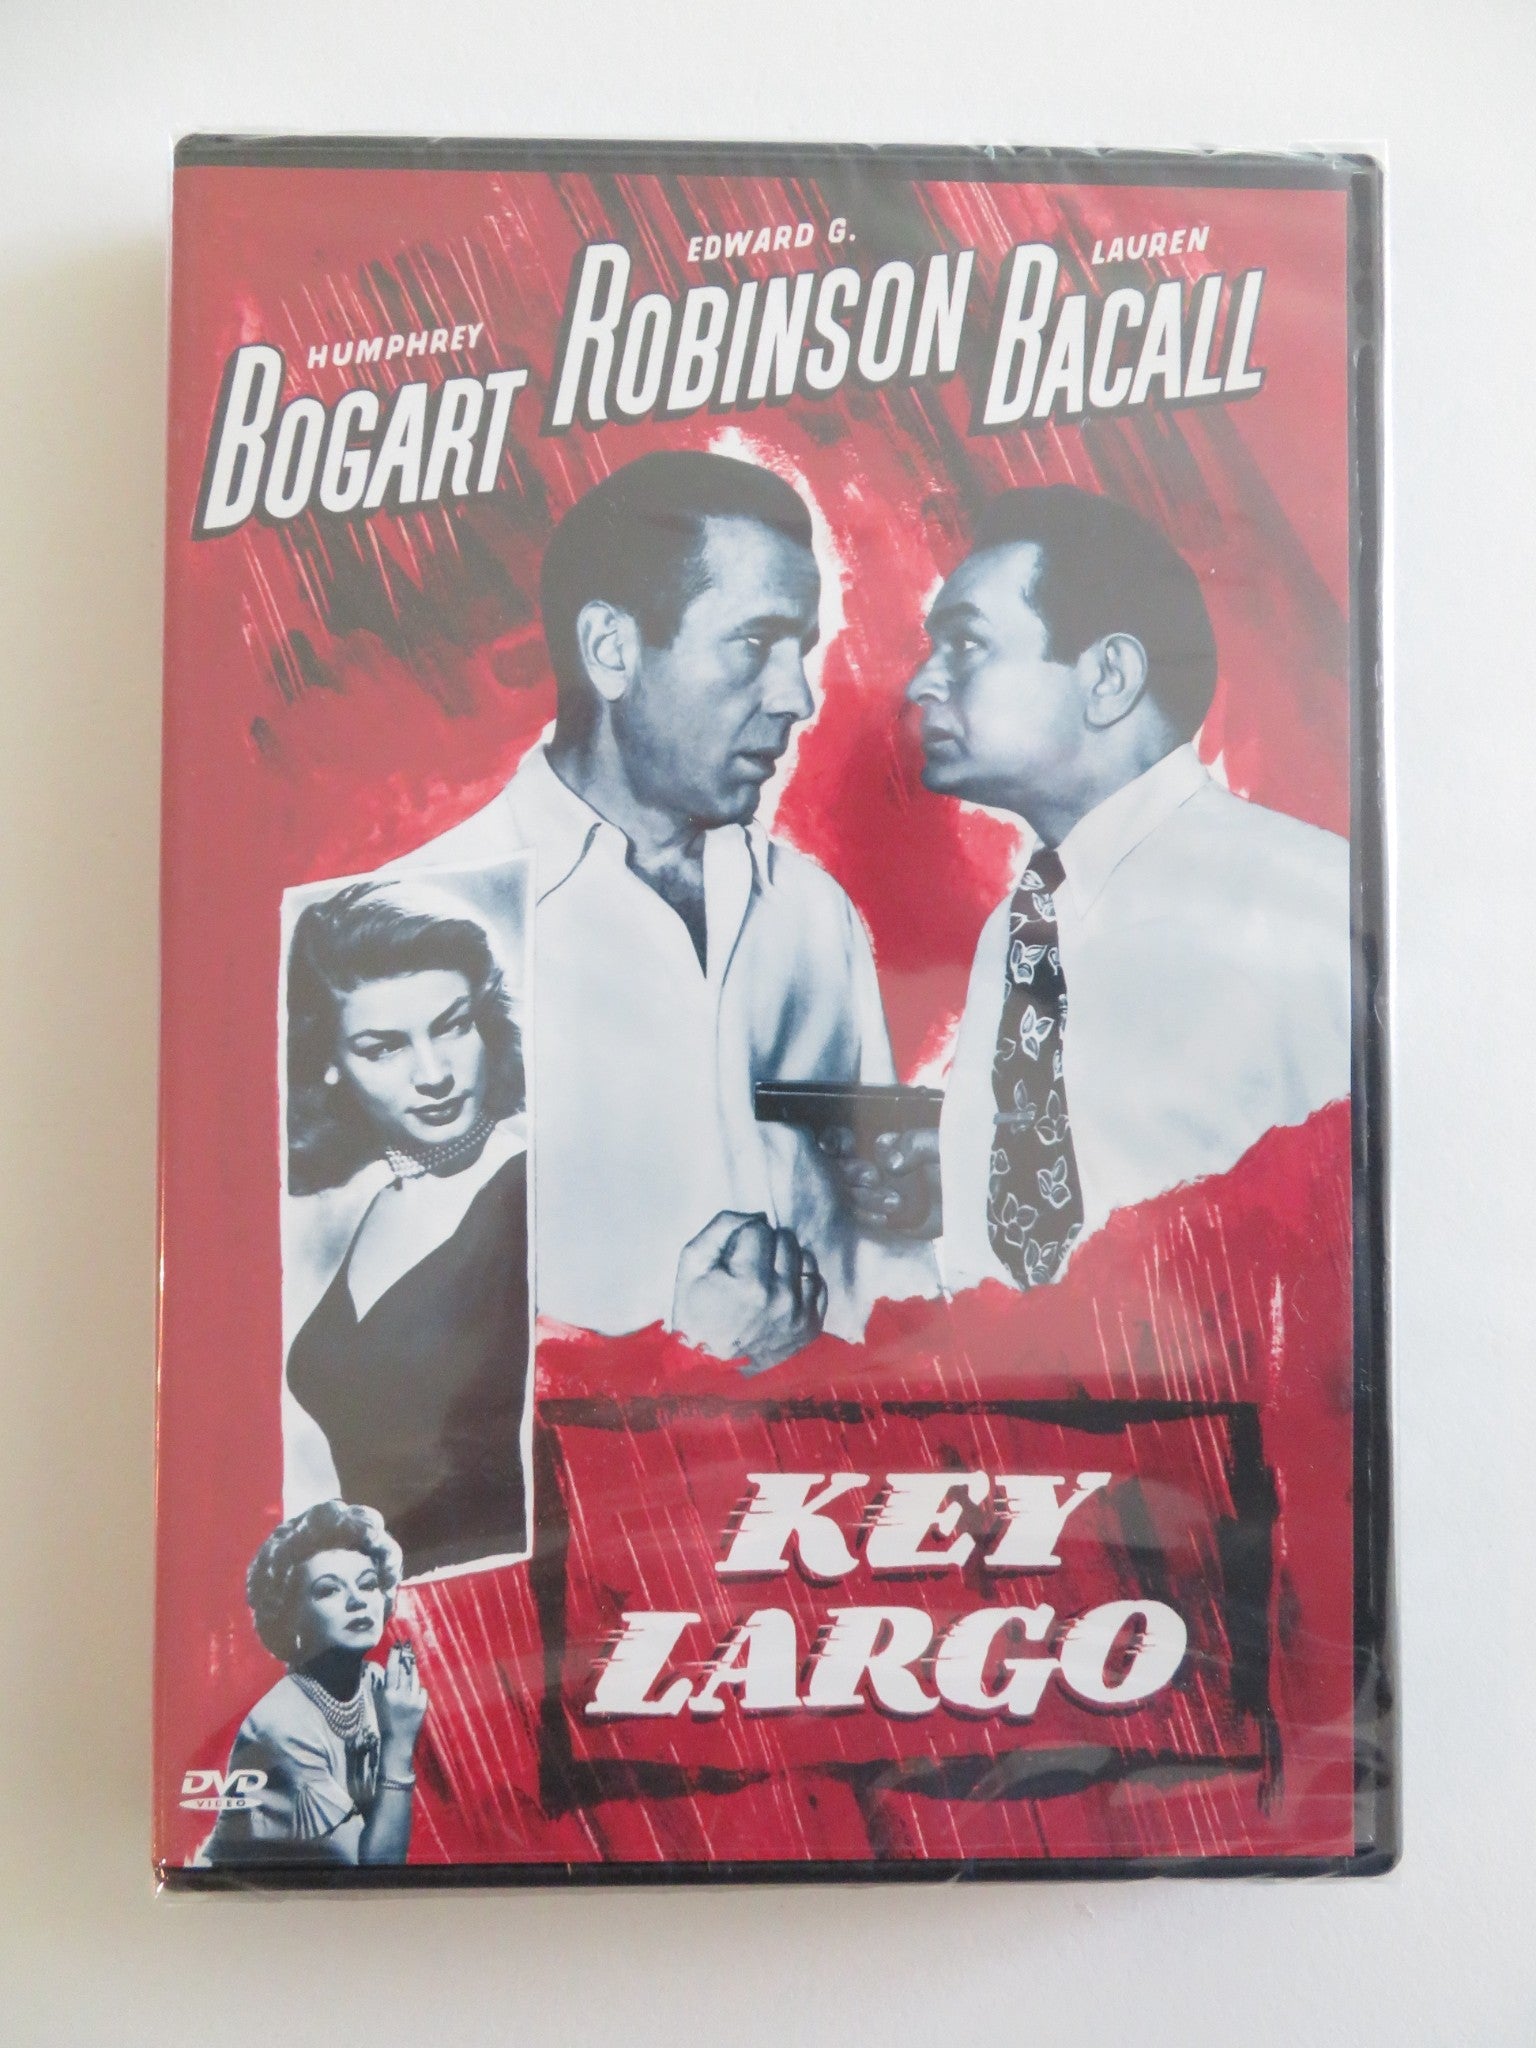 HUMPHREY
BOGART
EDWARD G.
ROBINSON
LAUREN
BACALL
KEY
LARGO
DVD
VIDEO